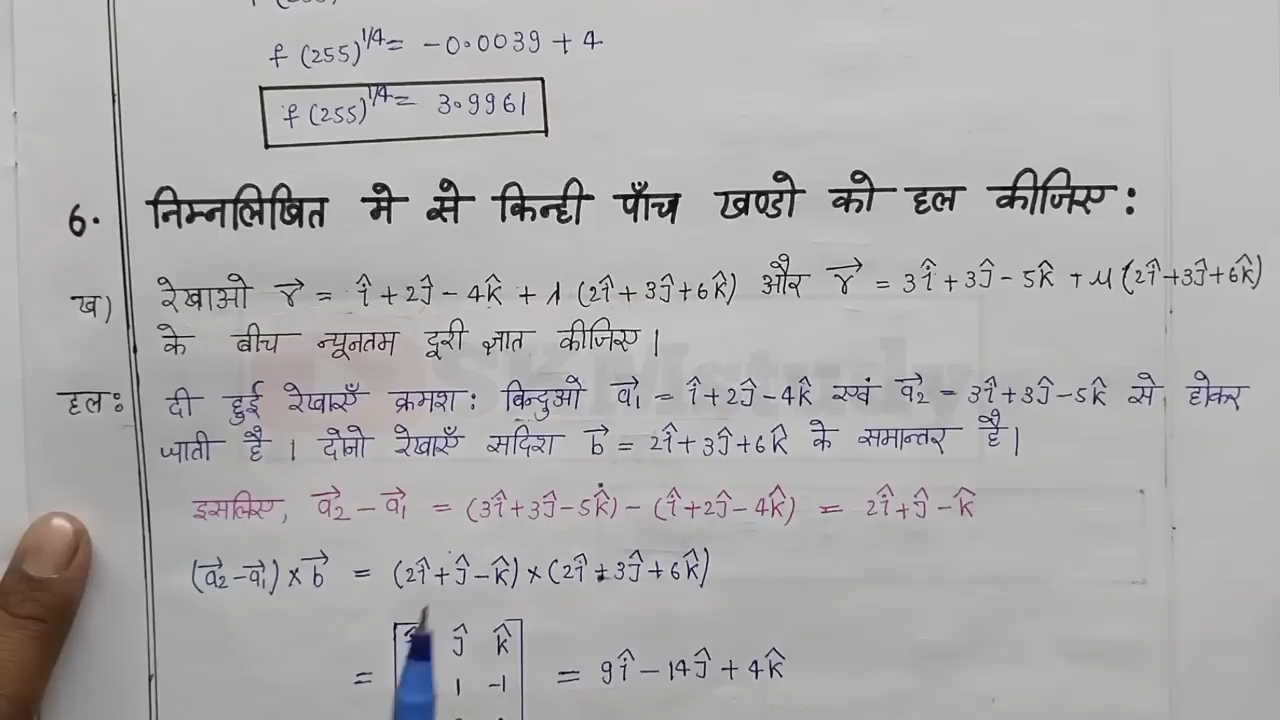 f (255)^1/4 = -0.0039 + 4
f (255)^1/4 = 3.9961
6. निम्नलिखित मे से किन्ही पाँच खण्डो को हल कीजिए :
ख) रेखाओ r⃗ = î + 2ĵ - 4k̂ + λ (2î + 3ĵ + 6k̂) और r⃗ = 3î + 3ĵ - 5k̂ + μ (2î + 3ĵ + 6k̂)
के बीच न्यूनतम दूरी ज्ञात कीजिए।
हल: दी हुई रेखाएँ क्रमश: बिन्दुओ a⃗₁ = î + 2ĵ - 4k̂ एवं a⃗₂ = 3î + 3ĵ - 5k̂ से होकर
जाती है । दोनो रेखाएँ सदिश b⃗ = 2î + 3ĵ + 6k̂ के समान्तर है।
इसलिए, a⃗₂ - a⃗₁ = (3î + 3ĵ - 5k̂) - (î + 2ĵ - 4k̂) = 2î + ĵ - k̂
(a⃗₂ - a⃗₁) × b⃗ = (2î + ĵ - k̂) × (2î + 3ĵ + 6k̂)
ĵ k̂
= 1 -1 = 9î - 14ĵ + 4k̂